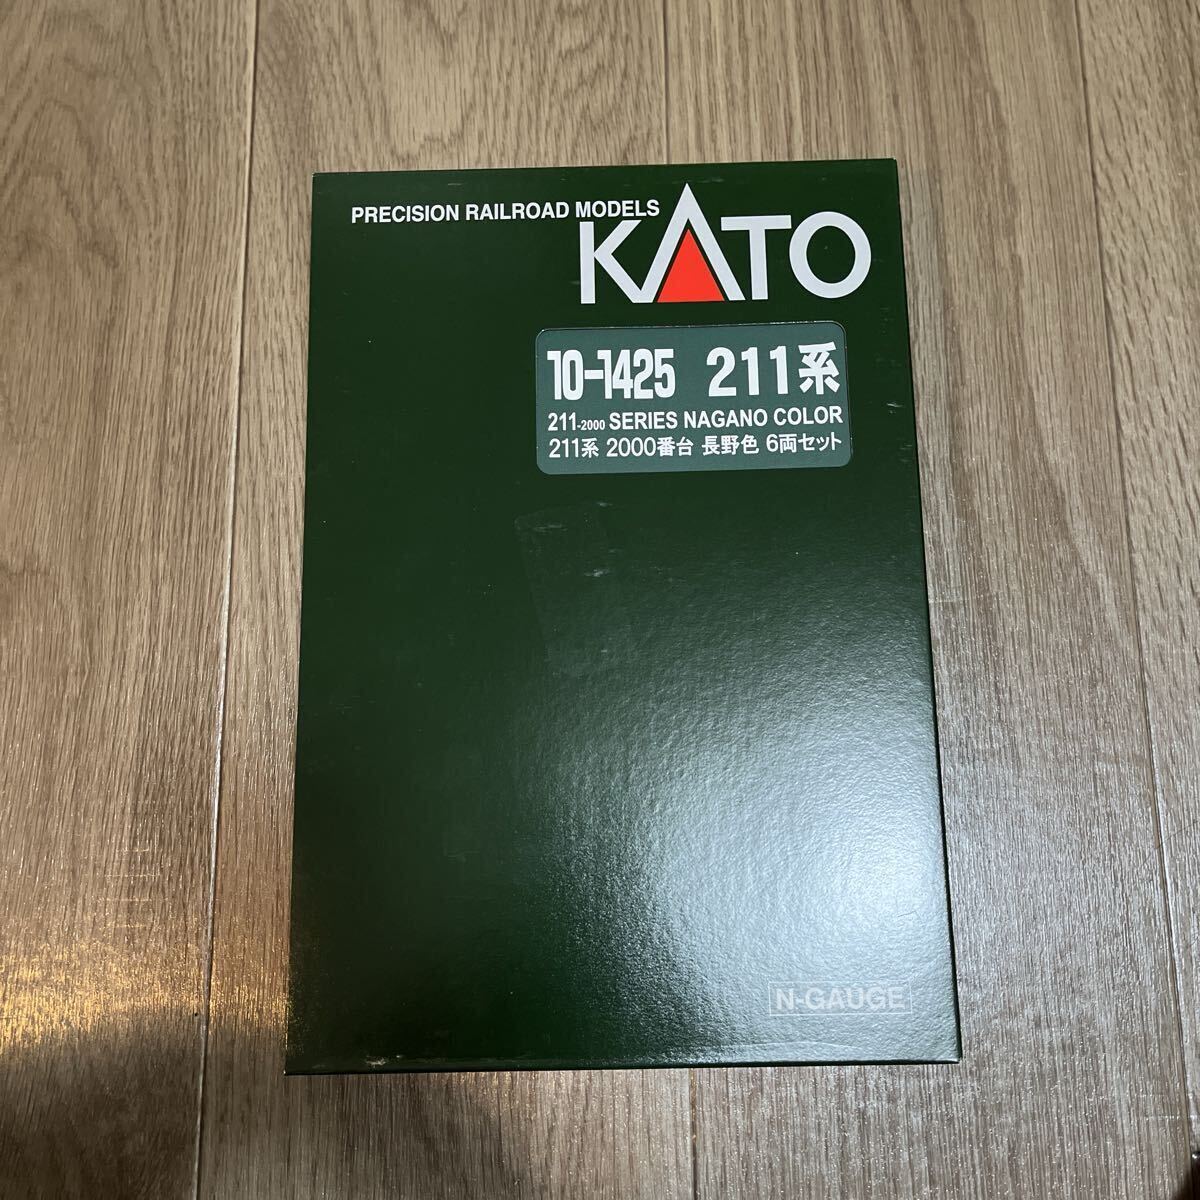 PRECISION RAILROAD MODELS
KATO
10-1425 211系
211-2000 SERIES NAGANO COLOR
211系 2000番台 長野色 6両セット
N-GAUGE